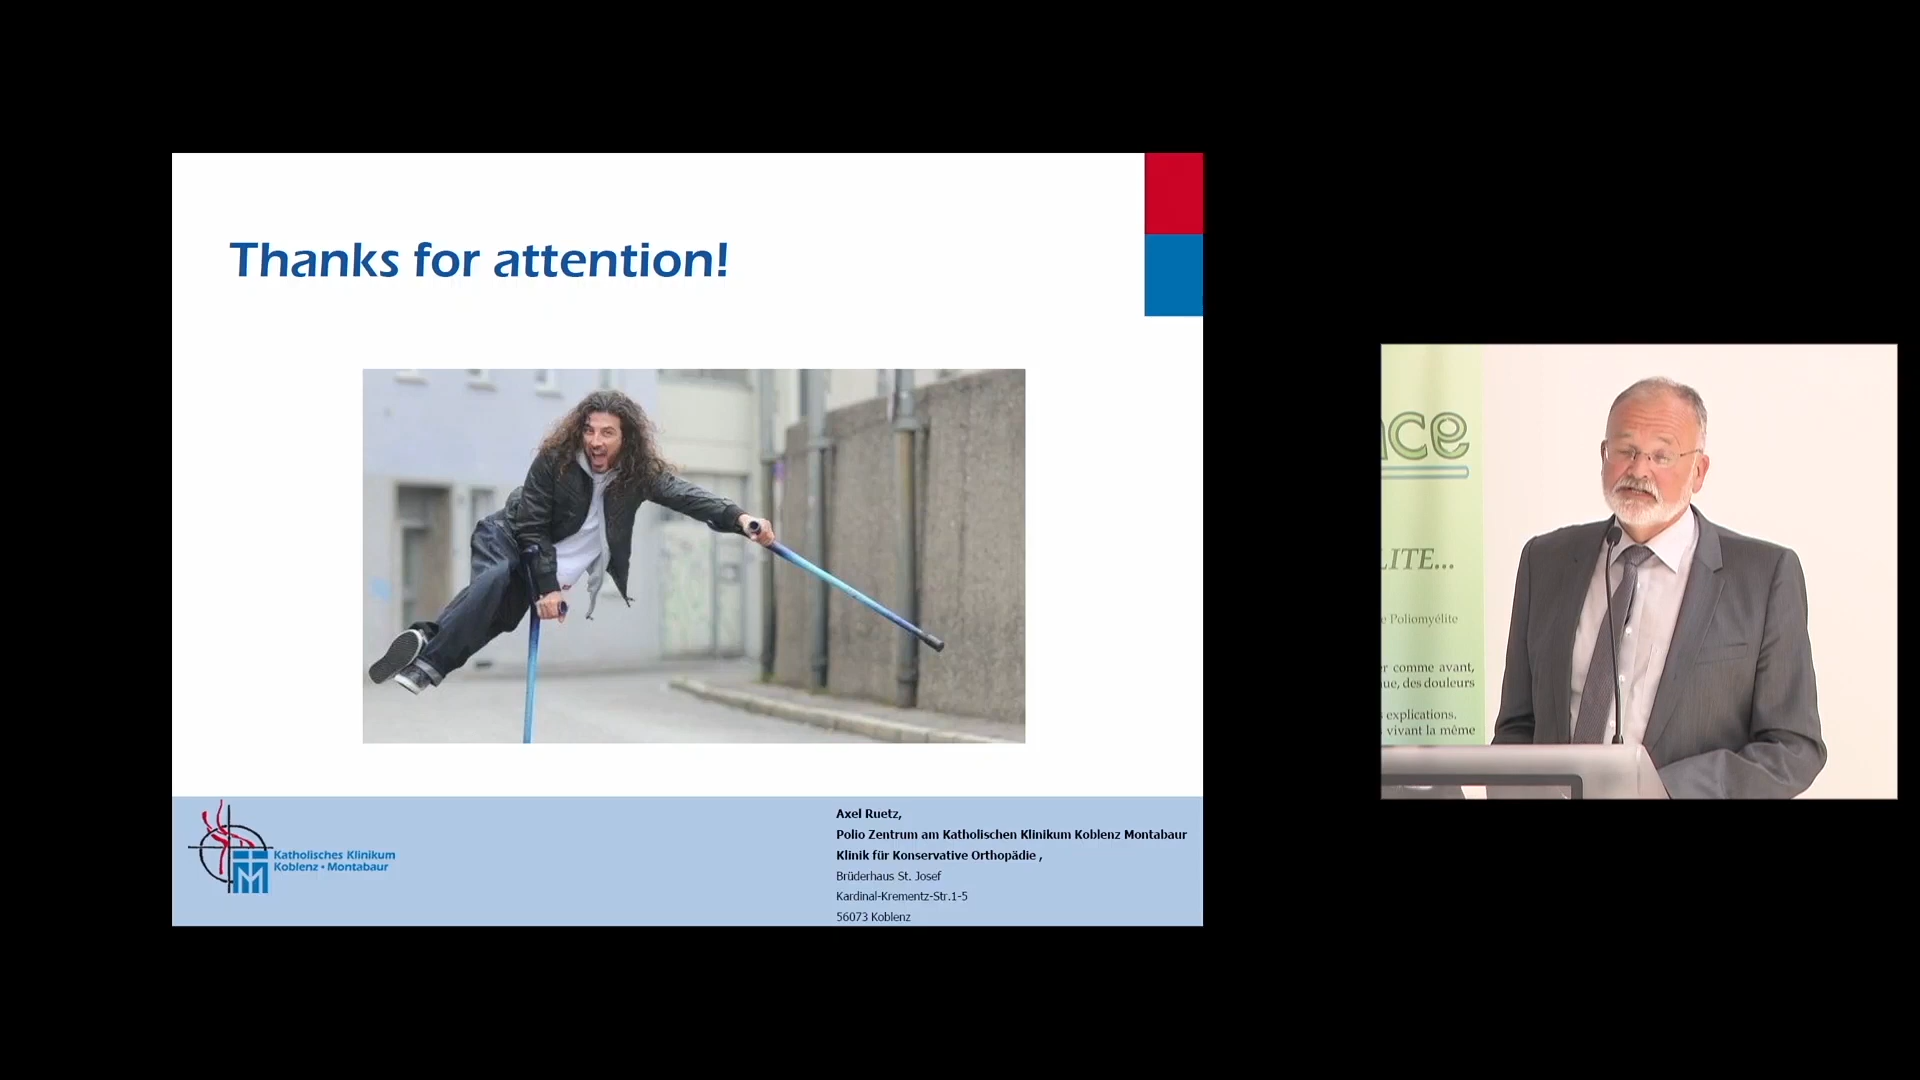 Thanks for attention!
Katholisches Klinikum
Koblenz • Montabaur
Axel Ruetz,
Polio Zentrum am Katholischen Klinikum Koblenz Montabaur
Klinik für Konservative Orthopädie ,
Brüderhaus St. Josef
Kardinal-Krementz-Str.1-5
56073 Koblenz
nce
LITE...
e Poliomyélite
r comme avant,
ue, des douleurs
explications.
vivant la même